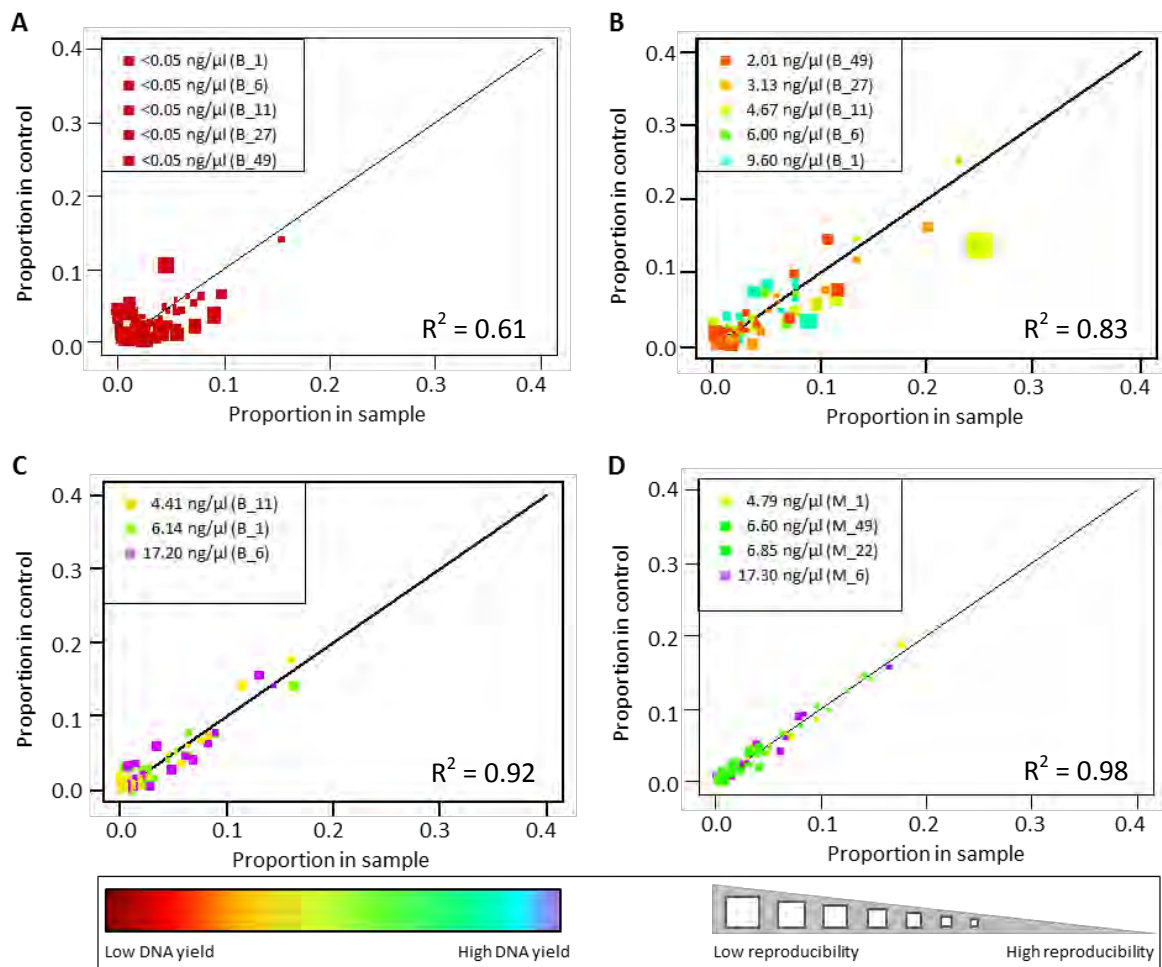 A
Proportion in control
0.4
0.3
0.2
0.1
0.0
<0.05 ng/µl (B_1)
<0.05 ng/µl (B_6)
<0.05 ng/µl (B_11)
<0.05 ng/µl (B_27)
<0.05 ng/µl (B_49)
R² = 0.61
0.0 0.1 0.2 0.3 0.4
Proportion in sample
B
Proportion in control
0.4
0.3
0.2
0.1
0.0
2.01 ng/µl (B_49)
3.13 ng/µl (B_27)
4.67 ng/µl (B_11)
6.00 ng/µl (B_6)
9.60 ng/µl (B_1)
R² = 0.83
0.0 0.1 0.2 0.3 0.4
Proportion in sample
C
Proportion in control
0.4
0.3
0.2
0.1
0.0
4.41 ng/µl (B_11)
6.14 ng/µl (B_1)
17.20 ng/µl (B_6)
R² = 0.92
0.0 0.1 0.2 0.3 0.4
Proportion in sample
D
Proportion in control
0.4
0.3
0.2
0.1
0.0
4.79 ng/µl (M_1)
6.60 ng/µl (M_49)
6.85 ng/µl (M_22)
17.30 ng/µl (M_6)
R² = 0.98
0.0 0.1 0.2 0.3 0.4
Proportion in sample
Low DNA yield High DNA yield
Low reproducibility High reproducibility